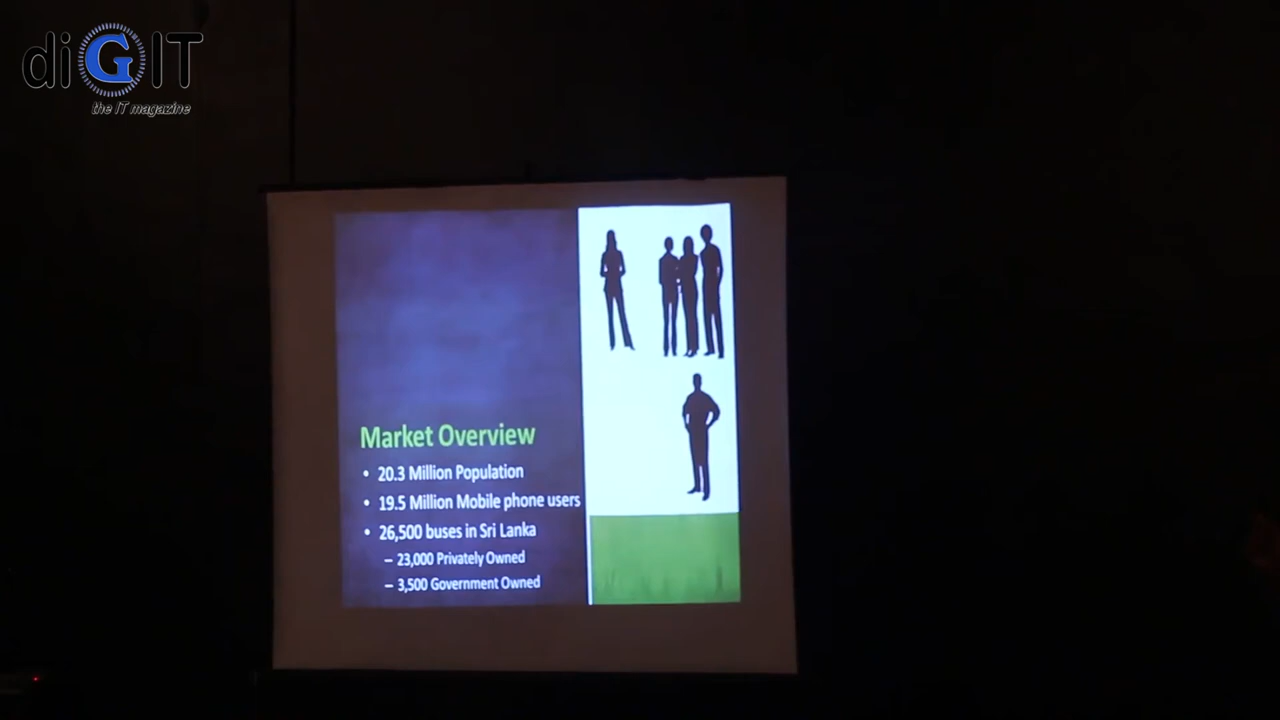 diGIT
the IT magazine
Market Overview
• 20.3 Million Population
• 19.5 Million Mobile phone users
• 26,500 buses in Sri Lanka
– 23,000 Privately Owned
– 3,500 Government Owned